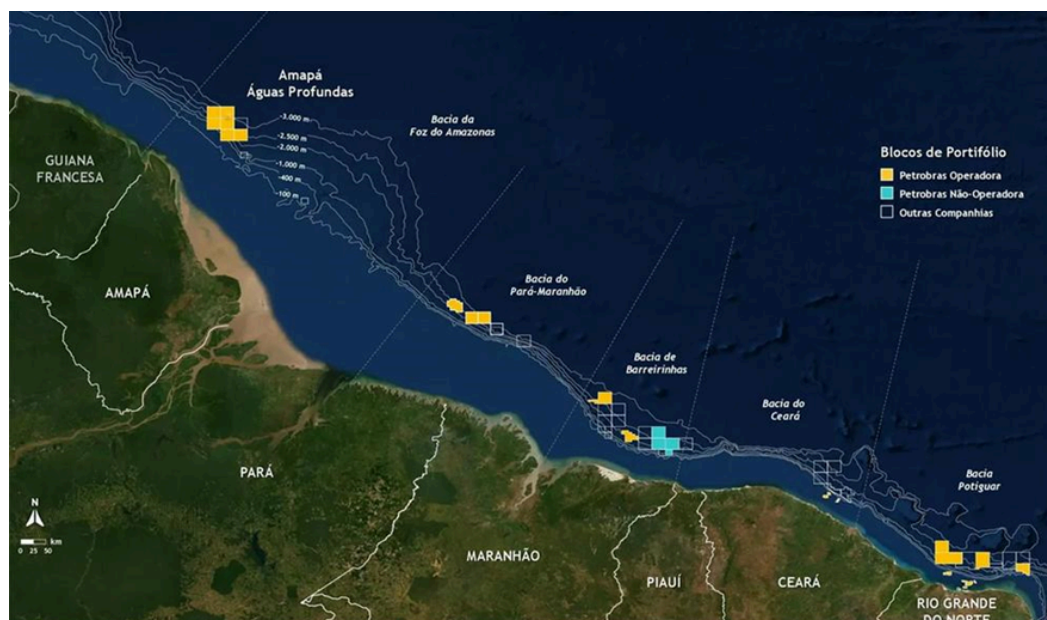 Amapá
Águas Profundas
-3.000 m
-2.500 m
-2.000 m
-1.000 m
-400 m
-100 m
Bacia da
Foz do Amazonas
GUIANA
FRANCESA
Blocos de Portifólio
Petrobras Operadora
Petrobras Não-Operadora
Outras Companhias
AMAPÁ
Bacia do
Pará-Maranhão
Bacia de
Barreirinhas
Bacia do
Ceará
PARÁ
Bacia
Potiguar
N
0 25 50 km
MARANHÃO
PIAUÍ
CEARÁ
RIO GRANDE
DO NORTE